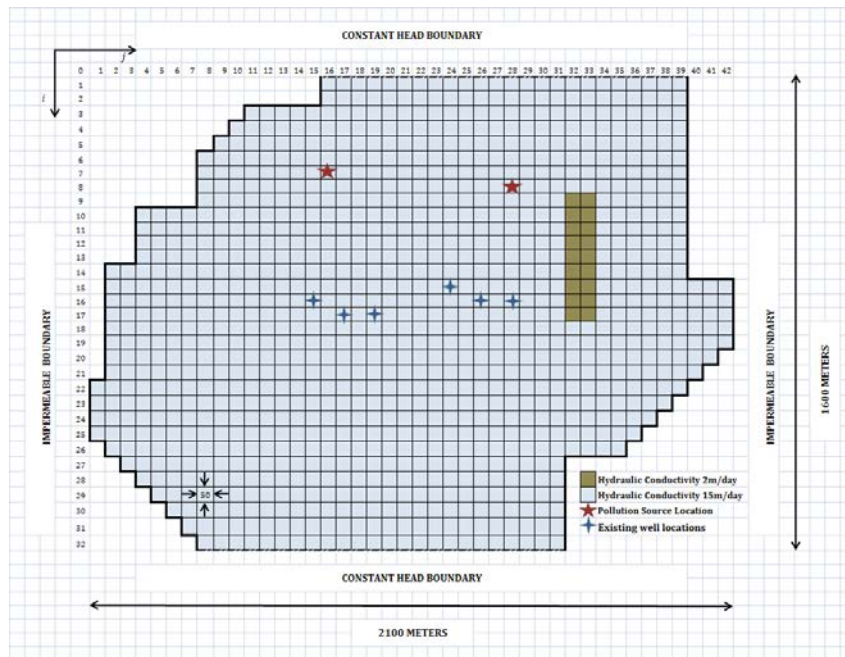 CONSTANT HEAD BOUNDARY
j
0 1 2 3 4 5 6 7 8 9 10 11 12 13 14 15 16 17 18 19 20 21 22 23 24 25 26 27 28 29 30 31 32 33 34 35 36 37 38 39 40 41 42
i
1
2
3
4
5
6
7
8
9
10
11
12
13
14
16
17
18
19
20
21
22
23
24
25
26
27
28
29
30
31
32
IMPERMEABLE BOUNDARY
IMPERMEABLE BOUNDARY
1600 METERS
50
Hydraulic Conductivity 2m/day
Hydraulic Conductivity 15m/day
Pollution Source Location
Existing well locations
CONSTANT HEAD BOUNDARY
2100 METERS